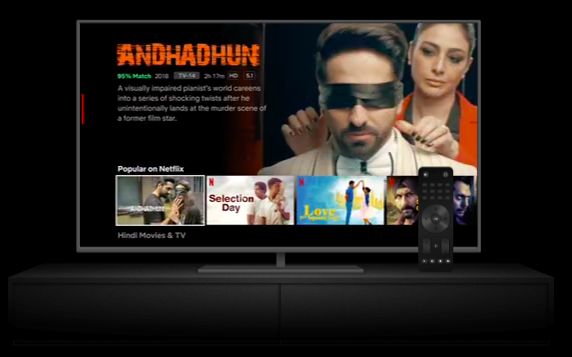 ANDHADHUN
95% Match 2018 TV-14 2h 17m HD 5.1
A visually impaired pianist's world careens
into a series of shocking twists after he
unintentionally lands at the murder scene of
a former film star.
Popular on Netflix
ANDHADHUN
N
Selection
Day
N
Love
N
Hindi Movies & TV